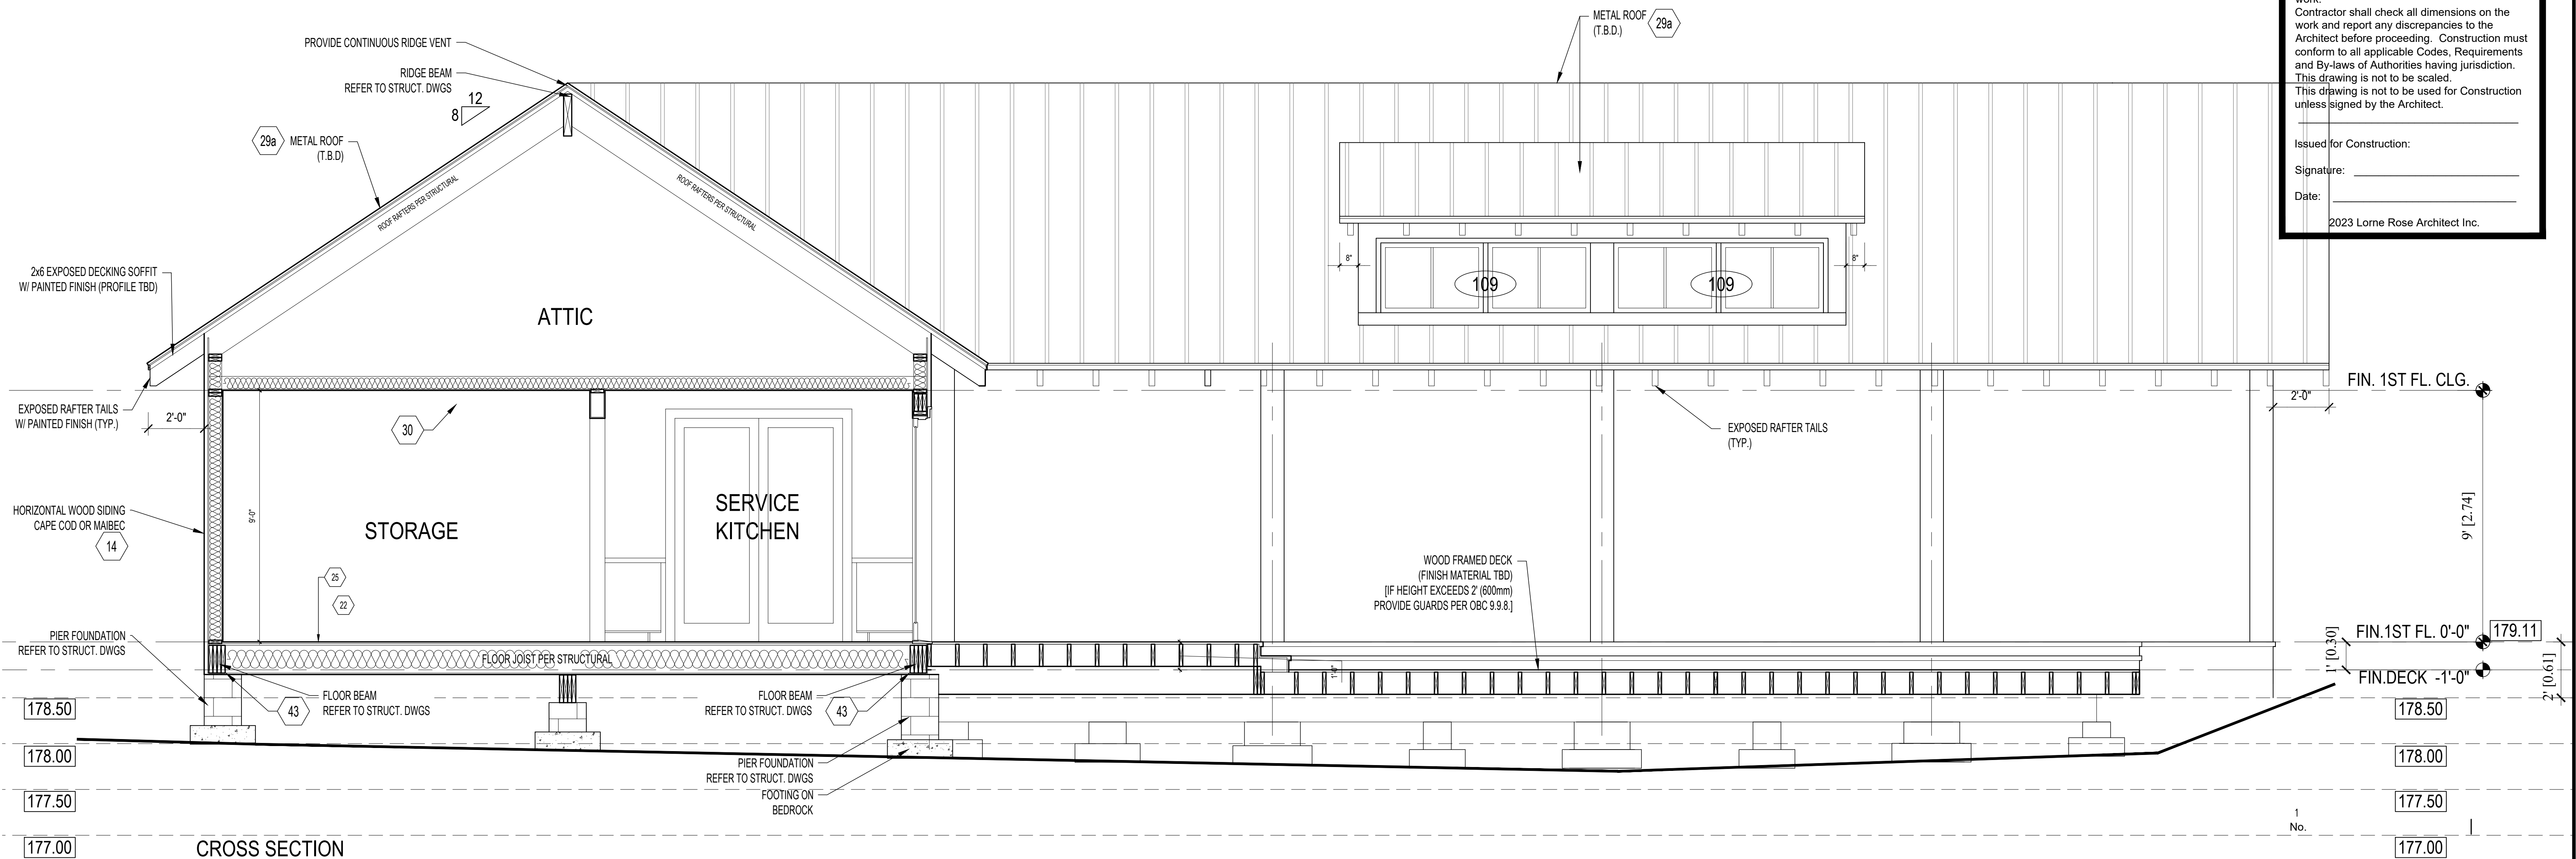 work.
Contractor shall check all dimensions on the
work and report any discrepancies to the
Architect before proceeding. Construction must
conform to all applicable Codes, Requirements
and By-laws of Authorities having jurisdiction.
This drawing is not to be scaled.
This drawing is not to be used for Construction
unless signed by the Architect.
Issued for Construction:
Signature:
Date:
2023 Lorne Rose Architect Inc.
METAL ROOF
(T.B.D.)
29a
PROVIDE CONTINUOUS RIDGE VENT
RIDGE BEAM
REFER TO STRUCT. DWGS
12
8
29a
METAL ROOF
(T.B.D)
ROOF RAFTERS PER STRUCTURAL
ROOF RAFTERS PER STRUCTURAL
2x6 EXPOSED DECKING SOFFIT
W/ PAINTED FINISH (PROFILE TBD)
8"
8"
109
109
ATTIC
EXPOSED RAFTER TAILS
W/ PAINTED FINISH (TYP.)
2'-0"
30
EXPOSED RAFTER TAILS
(TYP.)
2'-0"
FIN. 1ST FL. CLG.
HORIZONTAL WOOD SIDING
CAPE COD OR MAIBEC
14
9'-0"
STORAGE
SERVICE
KITCHEN
9' [2.74]
25
22
WOOD FRAMED DECK
(FINISH MATERIAL TBD)
[IF HEIGHT EXCEEDS 2' (600mm)
PROVIDE GUARDS PER OBC 9.9.8.]
PIER FOUNDATION
REFER TO STRUCT. DWGS
FLOOR JOIST PER STRUCTURAL
1'-0"
FIN.1ST FL. 0'-0"
179.11
1' [0.30]
FIN.DECK -1'-0"
2' [0.61]
FLOOR BEAM
REFER TO STRUCT. DWGS
43
FLOOR BEAM
REFER TO STRUCT. DWGS
43
178.50
178.50
178.00
178.00
PIER FOUNDATION
REFER TO STRUCT. DWGS
FOOTING ON
BEDROCK
177.50
177.50
1
No.
177.00
177.00
CROSS SECTION